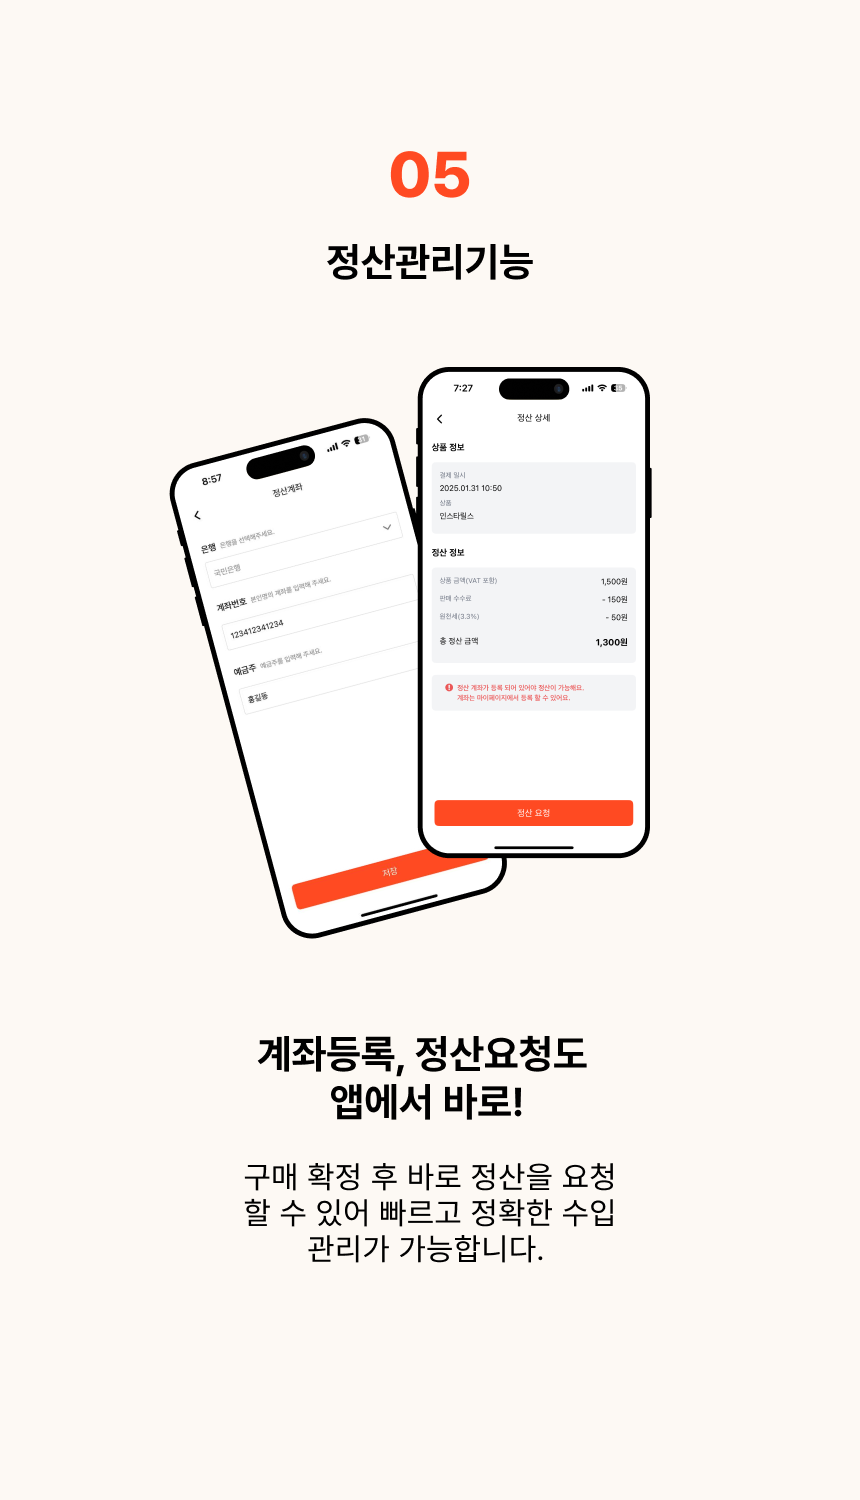 05
정산관리기능
8:57
31
정산계좌
은행 은행을 선택해주세요.
국민은행
계좌번호 본인명의 계좌를 입력해 주세요.
123412341234
예금주 예금주를 입력해 주세요.
홍길동
저장
7:27
35
정산 상세
상품 정보
결제 일시
2025.01.31 10:50
상품
인스타릴스
정산 정보
상품 금액(VAT 포함) 1,500원
판매 수수료 - 150원
원천세(3.3%) - 50원
총 정산 금액 1,300원
정산 계좌가 등록 되어 있어야 정산이 가능해요.
계좌는 마이페이지에서 등록 할 수 있어요.
정산 요청
계좌등록, 정산요청도
앱에서 바로!
구매 확정 후 바로 정산을 요청
할 수 있어 빠르고 정확한 수입
관리가 가능합니다.